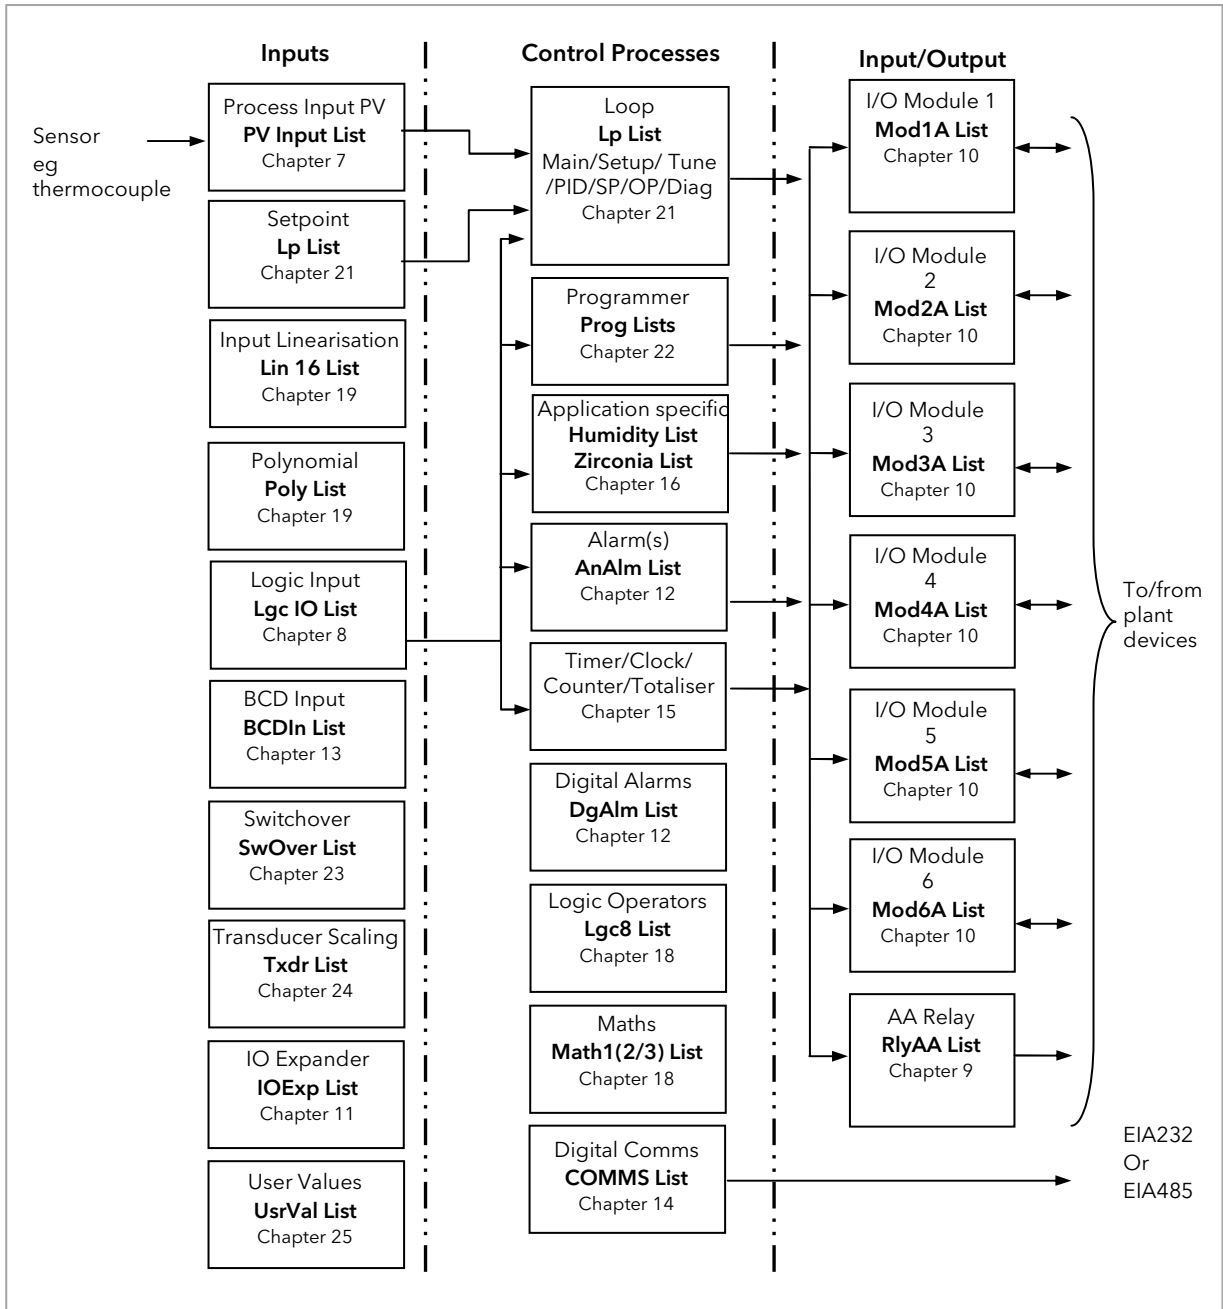 Inputs
Control Processes
Input/Output
Sensor
eg
thermocouple
Process Input PV
PV Input List
Chapter 7
Setpoint
Lp List
Chapter 21
Input Linearisation
Lin 16 List
Chapter 19
Polynomial
Poly List
Chapter 19
Logic Input
Lgc IO List
Chapter 8
BCD Input
BCDIn List
Chapter 13
Switchover
SwOver List
Chapter 23
Transducer Scaling
Txdr List
Chapter 24
IO Expander
IOExp List
Chapter 11
User Values
UsrVal List
Chapter 25
Loop
Lp List
Main/Setup/ Tune
/PID/SP/OP/Diag
Chapter 21
Programmer
Prog Lists
Chapter 22
Application specific
Humidity List
Zirconia List
Chapter 16
Alarm(s)
AnAlm List
Chapter 12
Timer/Clock/
Counter/Totaliser
Chapter 15
Digital Alarms
DgAlm List
Chapter 12
Logic Operators
Lgc8 List
Chapter 18
Maths
Math1(2/3) List
Chapter 18
Digital Comms
COMMS List
Chapter 14
I/O Module 1
Mod1A List
Chapter 10
I/O Module
2
Mod2A List
Chapter 10
I/O Module
3
Mod3A List
Chapter 10
I/O Module
4
Mod4A List
Chapter 10
I/O Module
5
Mod5A List
Chapter 10
I/O Module
6
Mod6A List
Chapter 10
AA Relay
RlyAA List
Chapter 9
To/from
plant
devices
EIA232
Or
EIA485